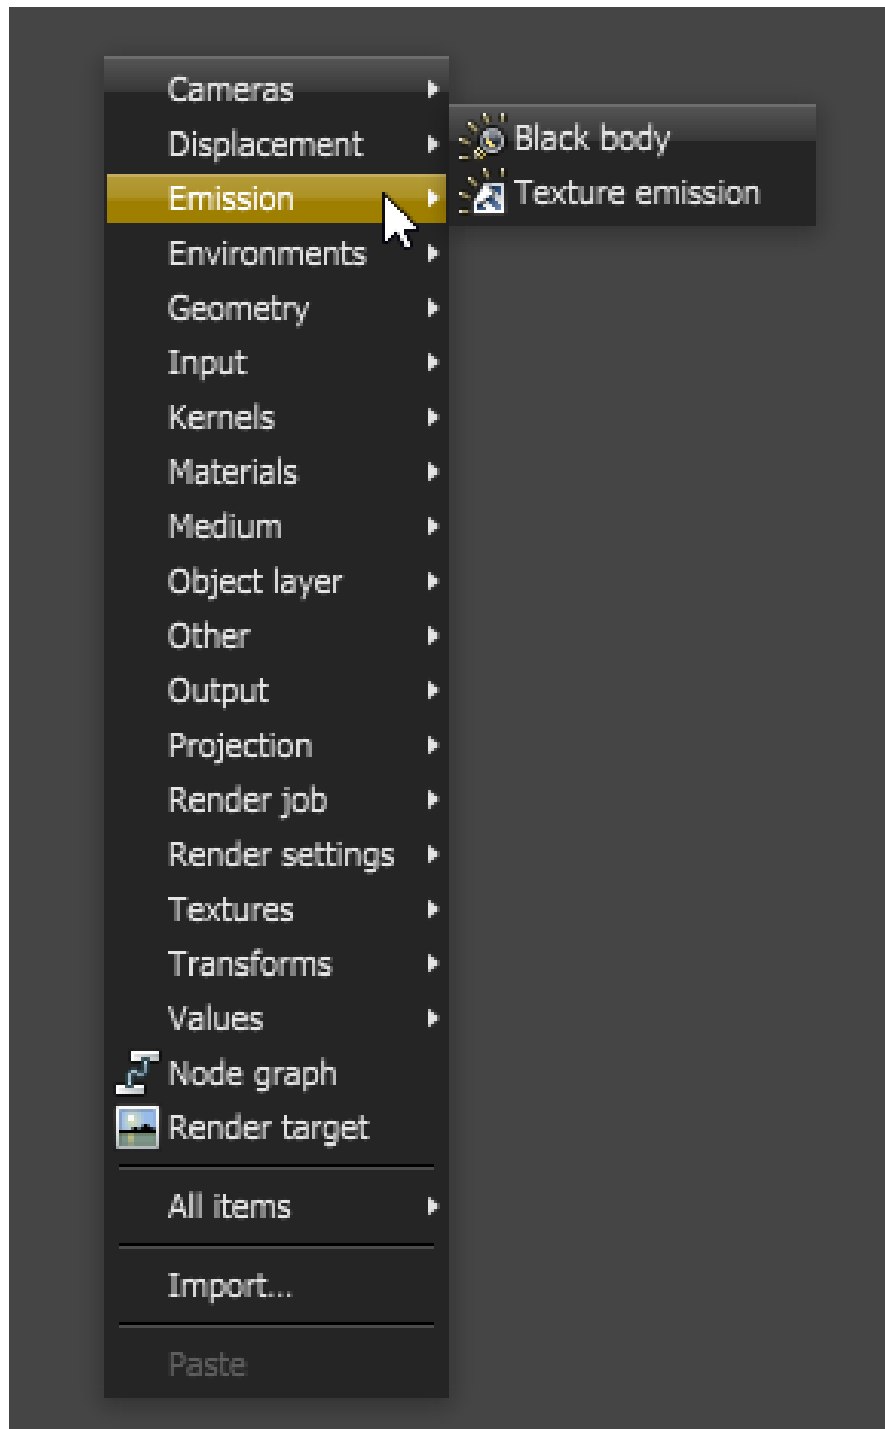 Cameras
Displacement
Emission
Environments
Geometry
Input
Kernels
Materials
Medium
Object layer
Other
Output
Projection
Render job
Render settings
Textures
Transforms
Values
Node graph
Render target
All items
Import...
Paste
Black body
Texture emission